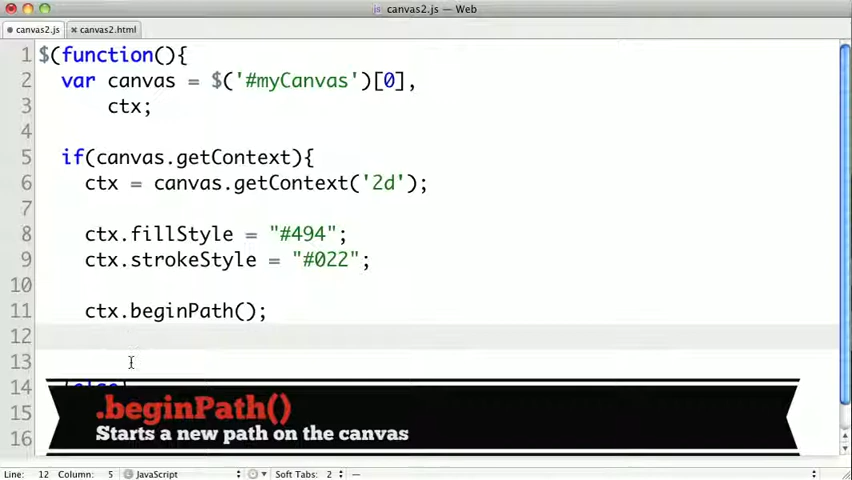 canvas2.js — Web
canvas2.js
canvas2.html
1 $(function(){
2 var canvas = $('#myCanvas')[0],
3 ctx;
4
5 if(canvas.getContext){
6 ctx = canvas.getContext('2d');
7
8 ctx.fillStyle = "#494";
9 ctx.strokeStyle = "#022";
10
11 ctx.beginPath();
12
13
14 }else{
15
16
.beginPath()
Starts a new path on the canvas
Line: 12 Column: 5 JavaScript Soft Tabs: 2 —